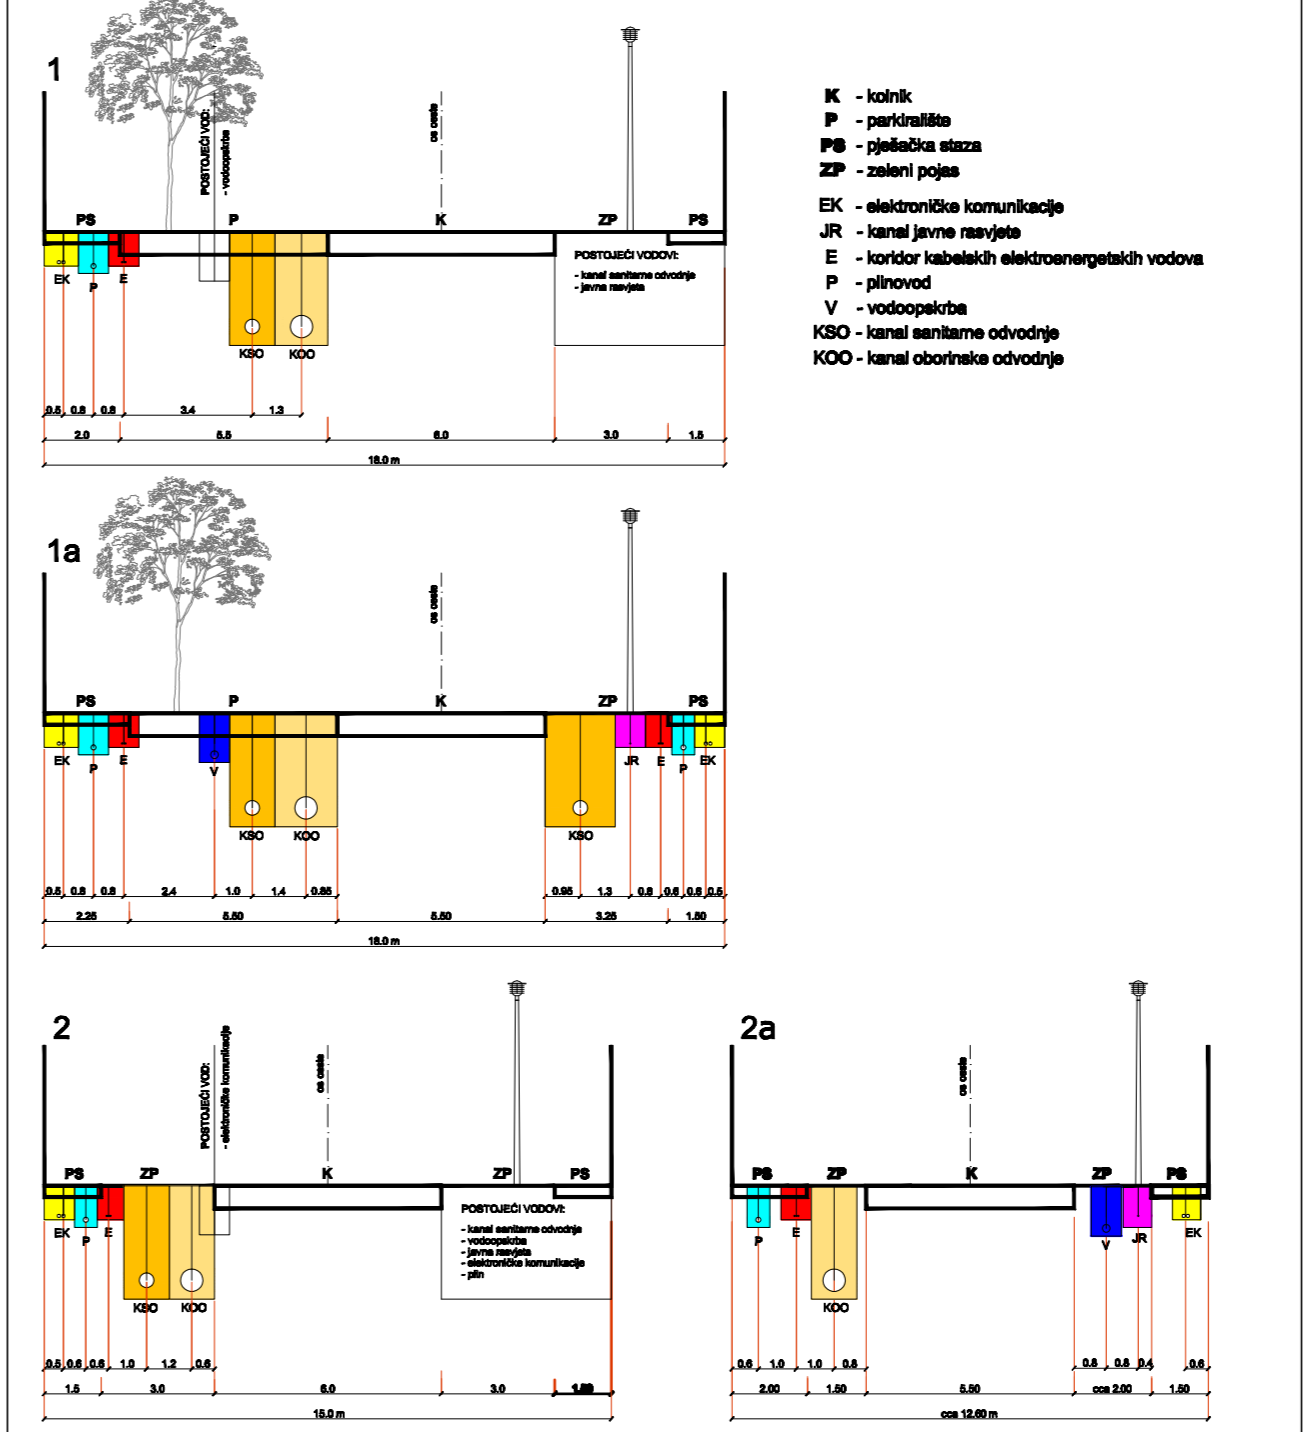 1
POSTOJEĆI VOD:
- vodoopskrba
os ceste
PS
P
K
ZP
PS
EK
P
E
KSO
KOO
POSTOJEĆI VODOVI:
- kanal sanitarne odvodnje
- javna rasvjeta
0.5 0.8 0.8 3.4 1.3
2.0 5.5 6.0 3.0 1.5
18.0 m
K - kolnik
P - parkiralište
PS - pješačka staza
ZP - zeleni pojas
EK - elektroničke komunikacije
JR - kanal javne rasvjete
E - koridor kabelskih elektroenergetskih vodova
P - plinovod
V - vodoopskrba
KSO - kanal sanitarne odvodnje
KOO - kanal oborinske odvodnje
1a
os ceste
PS
P
K
ZP
PS
EK
P
E
V
KSO
KOO
KSO
JR
E
P
EK
0.5 0.8 0.8 2.4 1.0 1.4 0.85 0.95 1.3 0.8 0.6 0.6 0.5
2.25 5.50 5.50 3.25 1.50
18.0 m
2
POSTOJEĆI VOD:
- elektroničke komunikacije
os ceste
PS
ZP
K
ZP
PS
EK
P
E
KSO
KOO
POSTOJEĆI VODOVI:
- kanal sanitarne odvodnje
- vodoopskrba
- javna rasvjeta
- elektroničke komunikacije
- plin
0.5 0.6 0.6 1.0 1.2 0.6
1.5 3.0 6.0 3.0
15.0 m
2a
os ceste
PS
ZP
K
ZP
PS
P
E
KOO
V
JR
EK
0.6 1.0 1.0 0.8 0.8 0.8 0.4 0.6
2.00 1.50 5.50 cca 2.00 1.50
cca 12.60 m